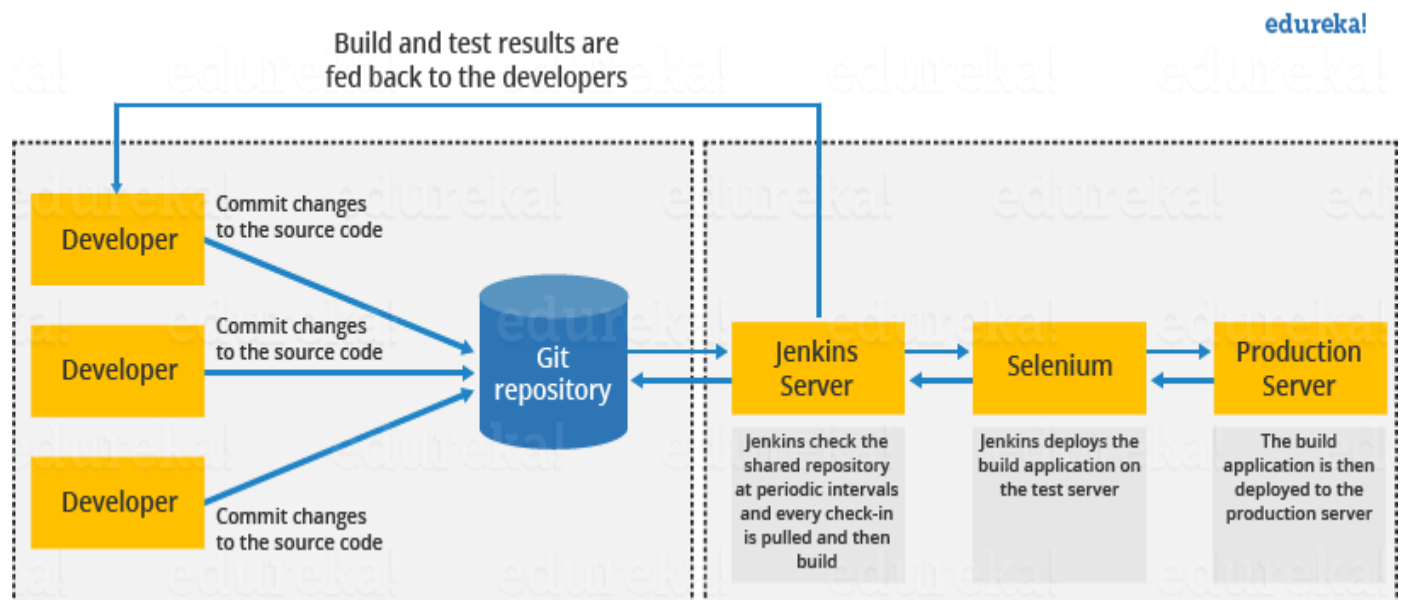 edureka!
Build and test results are
fed back to the developers
Developer
Commit changes
to the source code
Developer
Commit changes
to the source code
Developer
Commit changes
to the source code
Git
repository
Jenkins
Server
Jenkins check the
shared repository
at periodic intervals
and every check-in
is pulled and then
build
Selenium
Jenkins deploys the
build application on
the test server
Production
Server
The build
application is then
deployed to the
production server